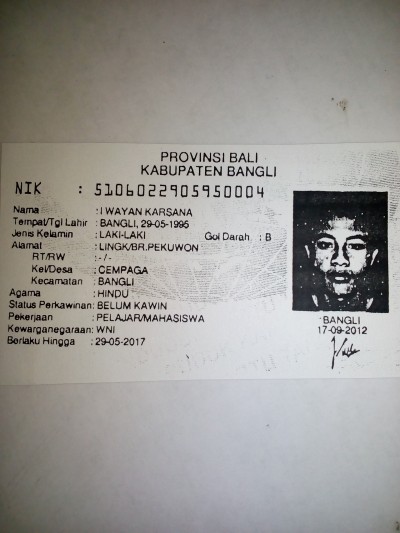 PROVINSI BALI
KABUPATEN BANGLI
NIK : 5106022905950004
Nama : I WAYAN KARSANA
Tempat/Tgl Lahir : BANGLI, 29-05-1995
Jenis Kelamin : LAKI-LAKI Gol Darah : B
Alamat : LINGK/BR.PEKUWON
RT/RW : -/-
Kel/Desa : CEMPAGA
Kecamatan : BANGLI
Agama : HINDU
Status Perkawinan: BELUM KAWIN
Pekerjaan : PELAJAR/MAHASISWA
Kewarganegaraan: WNI
Berlaku Hingga : 29-05-2017
BANGLI
17-09-2012